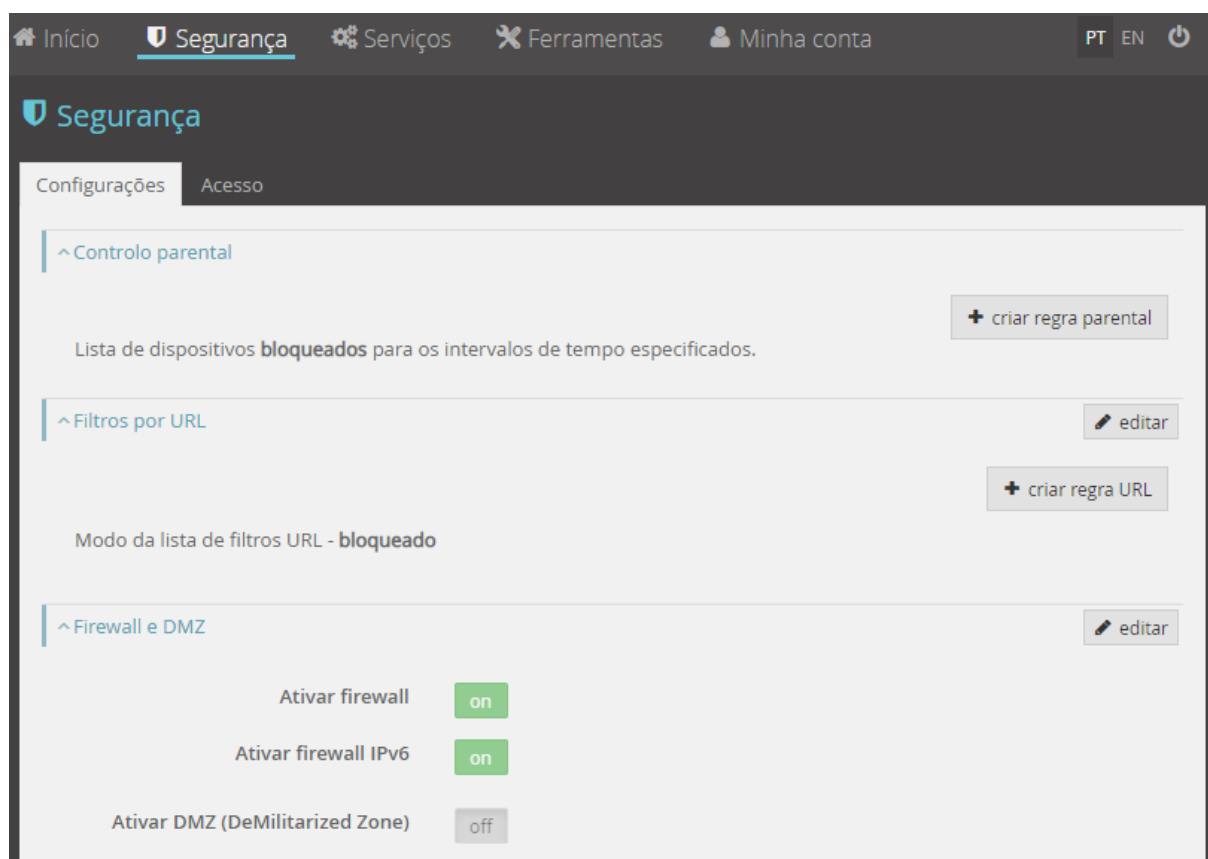 Início Segurança Serviços Ferramentas Minha conta PT EN
Segurança
Configurações Acesso
Controlo parental
criar regra parental
Lista de dispositivos bloqueados para os intervalos de tempo especificados.
Filtros por URL editar
criar regra URL
Modo da lista de filtros URL - bloqueado
Firewall e DMZ editar
Ativar firewall on
Ativar firewall IPv6 on
Ativar DMZ (DeMilitarized Zone) off